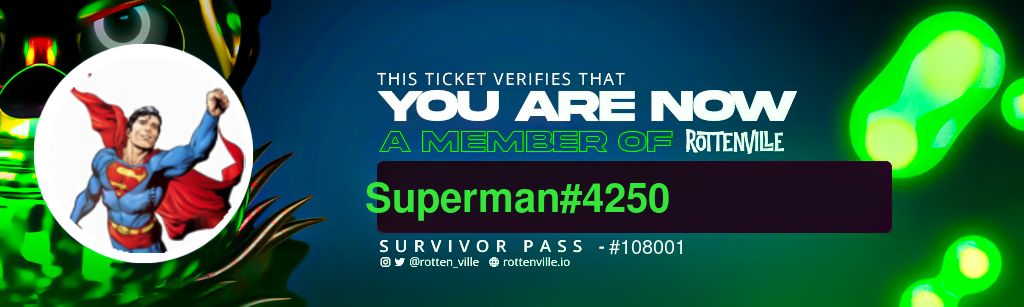 THIS TICKET VERIFIES THAT
YOU ARE NOW
A MEMBER OF ROTTENVILLE
Superman#4250
SURVIVOR PASS - #108001
@rotten_ville rottenville.io